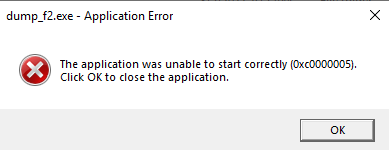 dump_f2.exe - Application Error
The application was unable to start correctly (0xc0000005).
Click OK to close the application.
OK